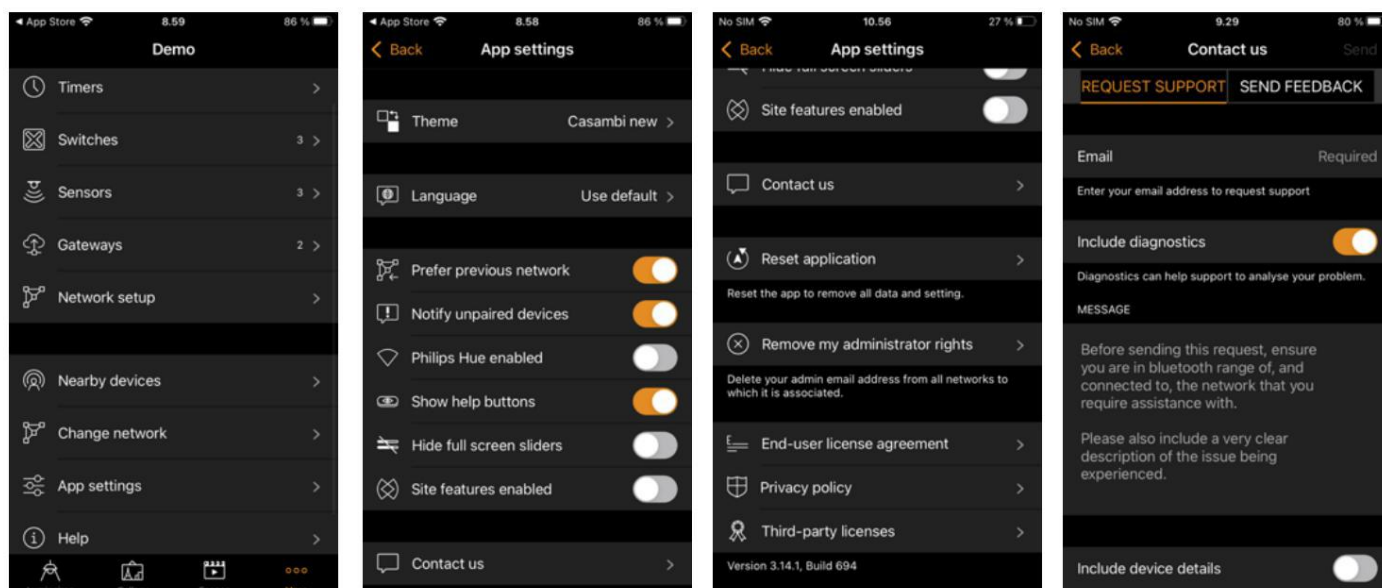 App Store 8.59 86 %
Demo
Timers
Switches 3
Sensors 3
Gateways 2
Network setup
Nearby devices
Change network
App settings
Help
App Store 8.58 86 %
Back App settings
Theme Casambi new
Language Use default
Prefer previous network
Notify unpaired devices
Philips Hue enabled
Show help buttons
Hide full screen sliders
Site features enabled
Contact us
No SIM 10.56 27 %
Back App settings
Hide full screen sliders
Site features enabled
Contact us
Reset application
Reset the app to remove all data and setting.
Remove my administrator rights
Delete your admin email address from all networks to
which it is associated.
End-user license agreement
Privacy policy
Third-party licenses
Version 3.14.1, Build 694
No SIM 9.29 80 %
Back Contact us Send
REQUEST SUPPORT SEND FEEDBACK
Email Required
Enter your email address to request support
Include diagnostics
Diagnostics can help support to analyse your problem.
MESSAGE
Before sending this request, ensure
you are in bluetooth range of, and
connected to, the network that you
require assistance with.
Please also include a very clear
description of the issue being
experienced.
Include device details